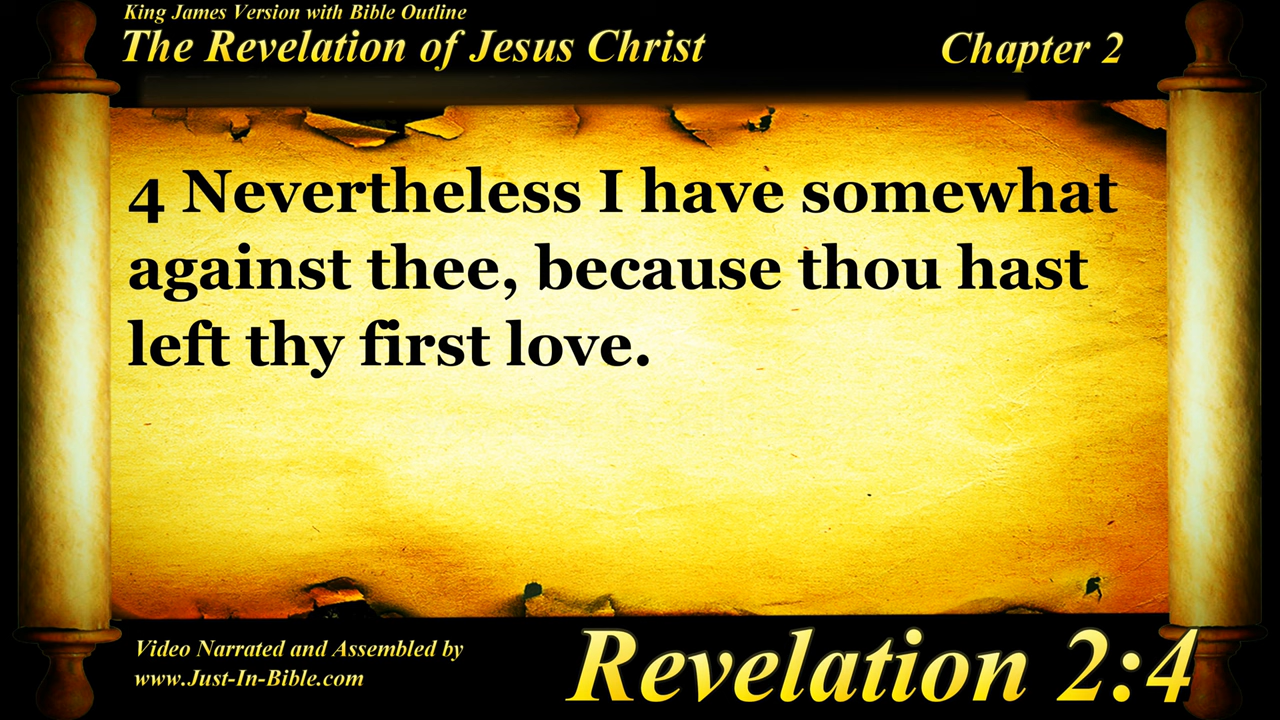 King James Version with Bible Outline
The Revelation of Jesus Christ
Chapter 2
4 Nevertheless I have somewhat
against thee, because thou hast
left thy first love.
Video Narrated and Assembled by
www.Just-In-Bible.com
Revelation 2:4